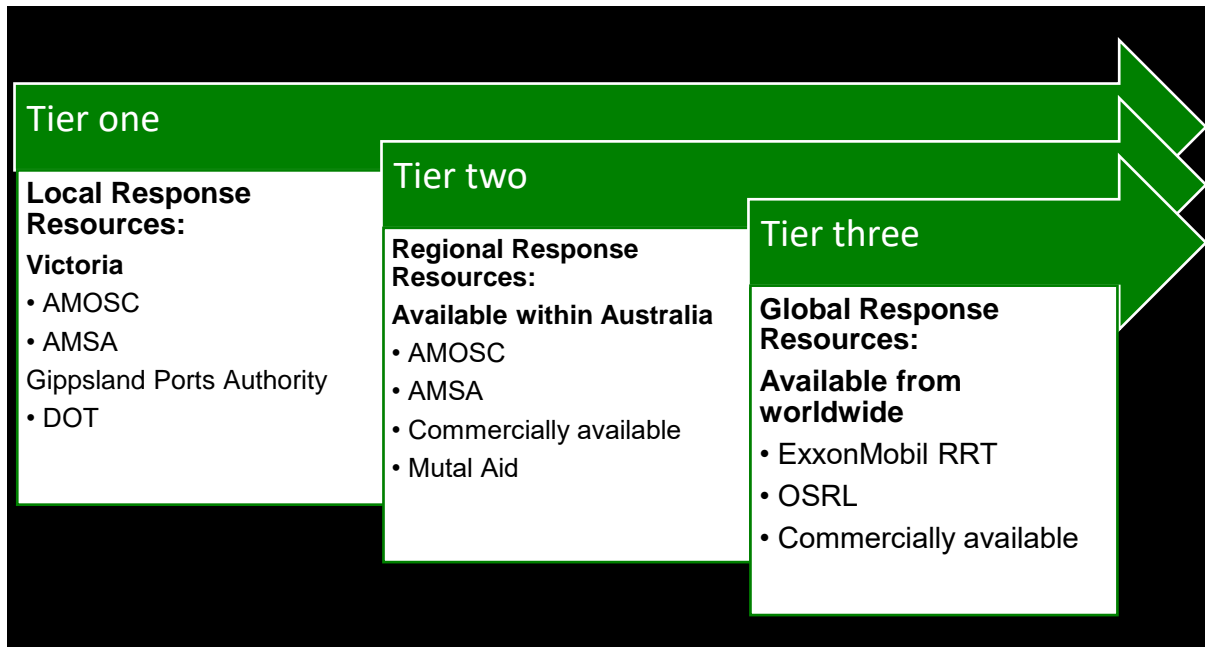 Tier one
Local Response
Resources:
Victoria
• AMOSC
• AMSA
Gippsland Ports Authority
• DOT
Tier two
Regional Response
Resources:
Available within Australia
• AMOSC
• AMSA
• Commercially available
• Mutal Aid
Tier three
Global Response
Resources:
Available from
worldwide
• ExxonMobil RRT
• OSRL
• Commercially available